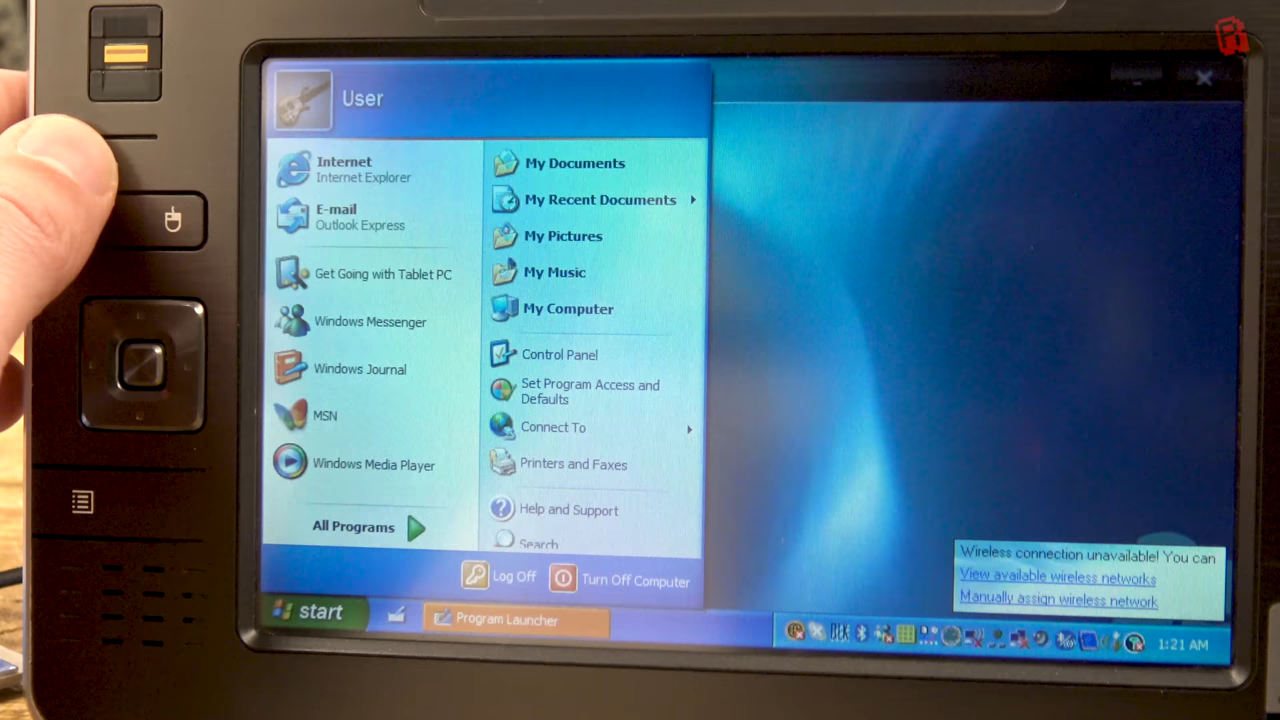 User
Internet
Internet Explorer
E-mail
Outlook Express
Get Going with Tablet PC
Windows Messenger
Windows Journal
MSN
Windows Media Player
All Programs
My Documents
My Recent Documents
My Pictures
My Music
My Computer
Control Panel
Set Program Access and
Defaults
Connect To
Printers and Faxes
Help and Support
Search
Log Off
Turn Off Computer
Wireless connection unavailable! You can
View available wireless networks
Manually assign wireless network
start
Program Launcher
1:21 AM